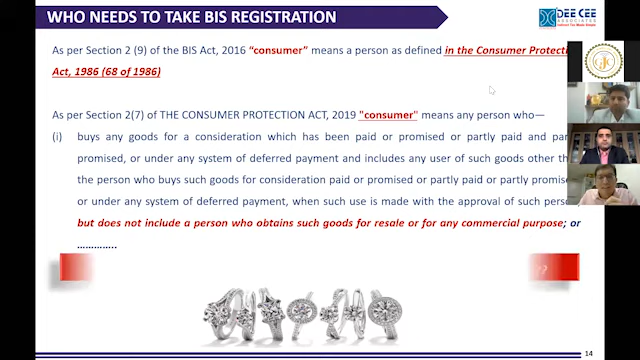 WHO NEEDS TO TAKE BIS REGISTRATION
DEE CEE
ASSOCIATES
As per Section 2 (9) of the BIS Act, 2016 “consumer” means a person as defined in the Consumer Protecti
Act, 1986 (68 of 1986)
As per Section2(7) of THE CONSUMER PROTECTION ACT, 2019 "consumer" means any person who—
(i) buys any goods for a consideration which has been paid or promised or partly paid and par
promised, or under any system of deferred payment and includes any user of such goods other th
the person who buys such goods for consideration paid or promised or partly paid or partly promise
or under any system of deferred payment, when such use is made with the approval of such pers
but does not include a person who obtains such goods for resale or for any commercial purpose; or
…………..
??
14